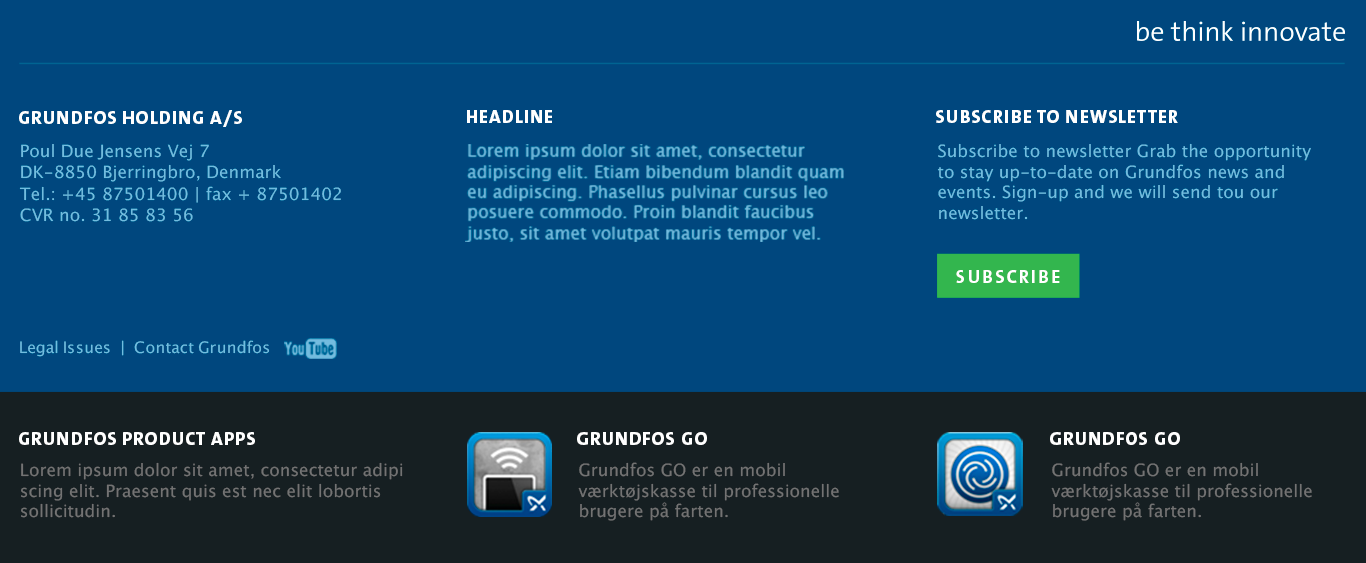 be think innovate
GRUNDFOS HOLDING A/S
Poul Due Jensens Vej 7
DK-8850 Bjerringbro, Denmark
Tel.: +45 87501400 | fax + 87501402
CVR no. 31 85 83 56
HEADLINE
Lorem ipsum dolor sit amet, consectetur
adipiscing elit. Etiam bibendum blandit quam
eu adipiscing. Phasellus pulvinar cursus leo
posuere commodo. Proin blandit faucibus
justo, sit amet volutpat mauris tempor vel.
SUBSCRIBE TO NEWSLETTER
Subscribe to newsletter Grab the opportunity
to stay up-to-date on Grundfos news and
events. Sign-up and we will send tou our
newsletter.
SUBSCRIBE
Legal Issues | Contact Grundfos YouTube
GRUNDFOS PRODUCT APPS
Lorem ipsum dolor sit amet, consectetur adipi
scing elit. Praesent quis est nec elit lobortis
sollicitudin.
GRUNDFOS GO
Grundfos GO er en mobil
værktøjskasse til professionelle
brugere på farten.
GRUNDFOS GO
Grundfos GO er en mobil
værktøjskasse til professionelle
brugere på farten.